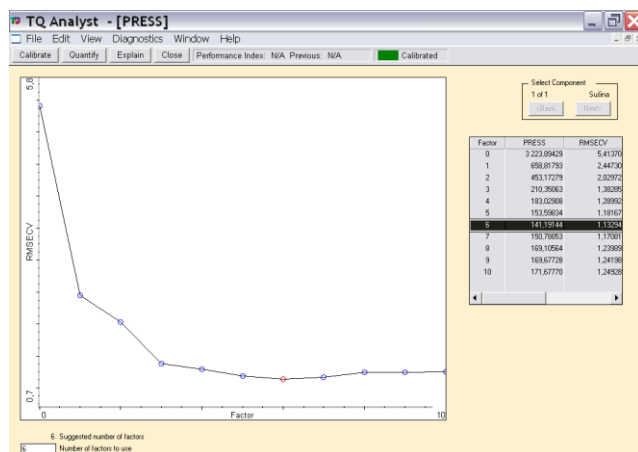 TQ Analyst - [PRESS]
File Edit View Diagnostics Window Help
Calibrate Quantify Explain Close Performance Index: N/A Previous: N/A Calibrated
Select Component
1 of 1 Sušina
<Back Next>
5,8
RMSECV
0,7
0 Factor 10
Factor PRESS RMSECV
0 3 223,89429 5,41370
1 658,81793 2,44730
2 453,17279 2,02972
3 210,35063 1,38285
4 183,02908 1,28992
5 153,59834 1,18167
6 141,19144 1,13294
7 150,78853 1,17081
8 169,10564 1,23989
9 169,67728 1,24198
10 171,67770 1,24928
6 Suggested number of factors
6 Number of factors to use